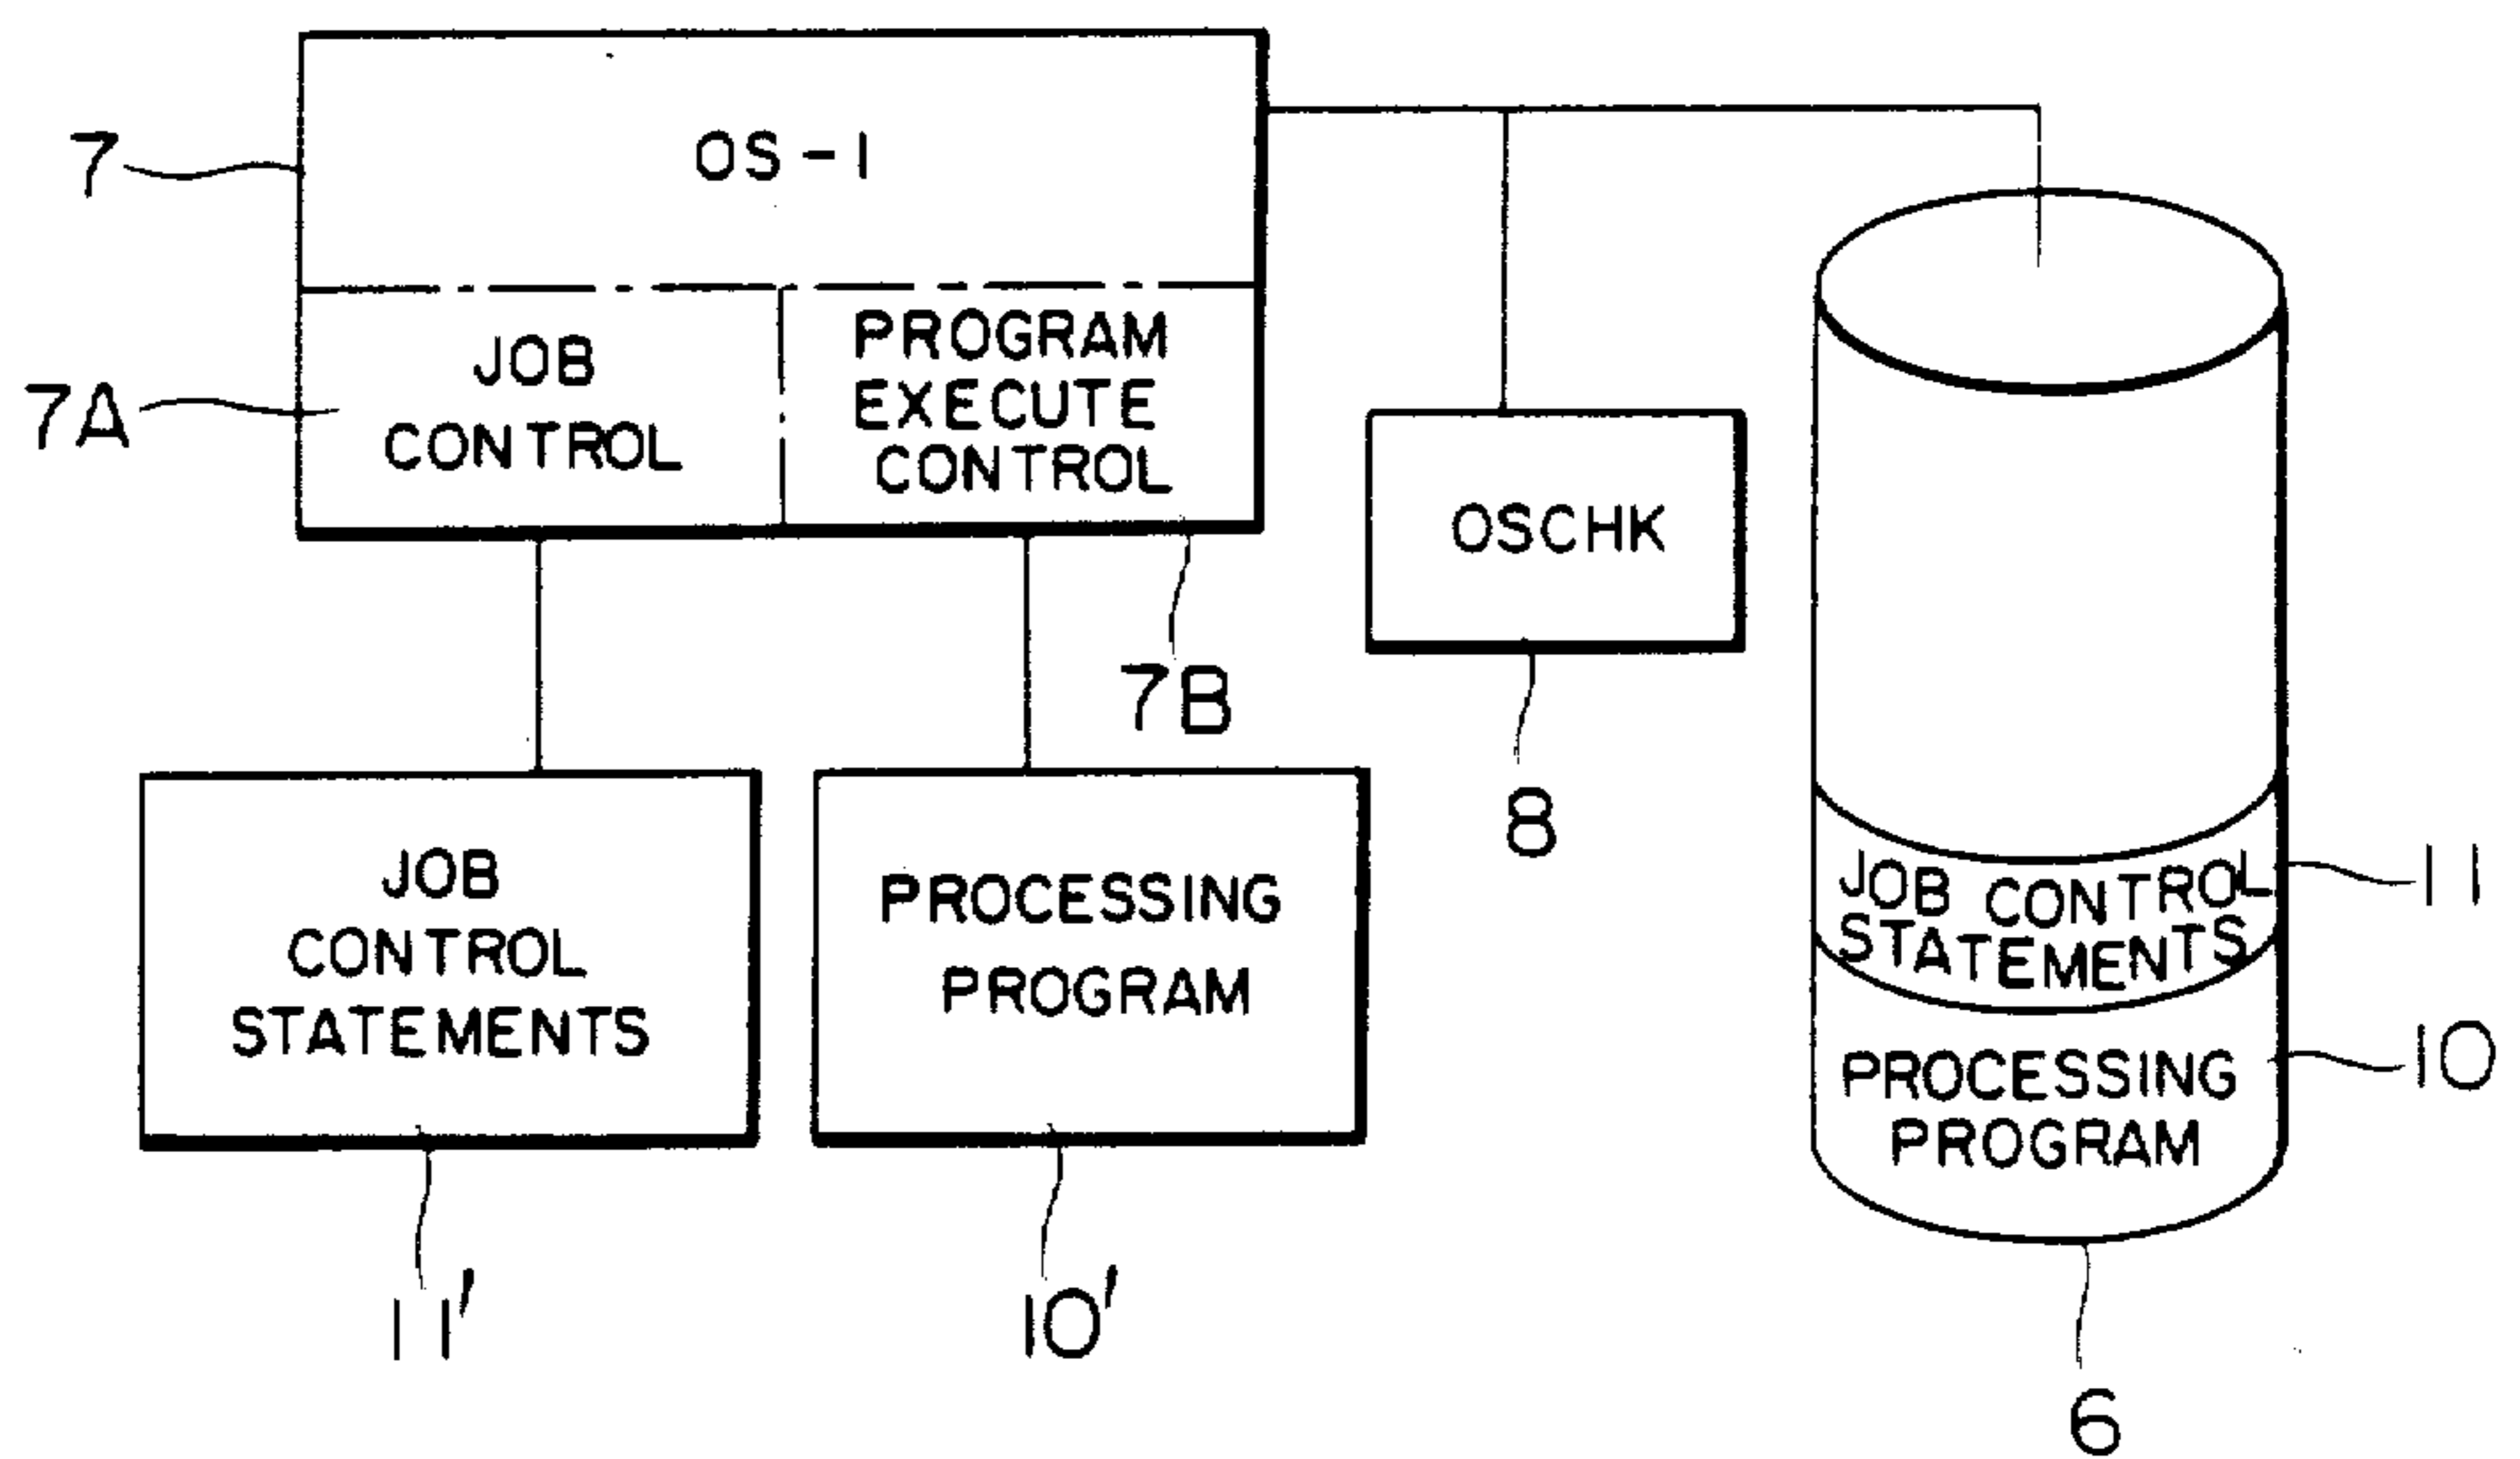 7
OS-1
7A
JOB
CONTROL
PROGRAM
EXECUTE
CONTROL
7B
OSCHK
8
JOB
CONTROL
STATEMENTS
11'
PROCESSING
PROGRAM
10'
JOB CONTROL
STATEMENTS
11
PROCESSING
PROGRAM
10
6